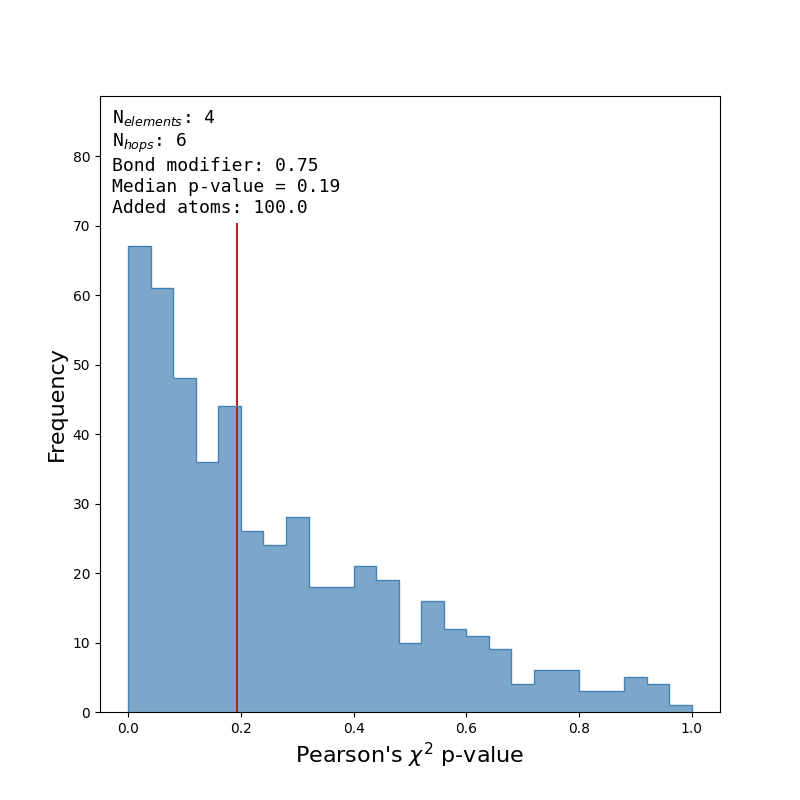 N_elements: 4
N_hops: 6
Bond modifier: 0.75
Median p-value = 0.19
Added atoms: 100.0
80
70
60
50
40
30
20
10
0
Frequency
0.0 0.2 0.4 0.6 0.8 1.0
Pearson's χ² p-value